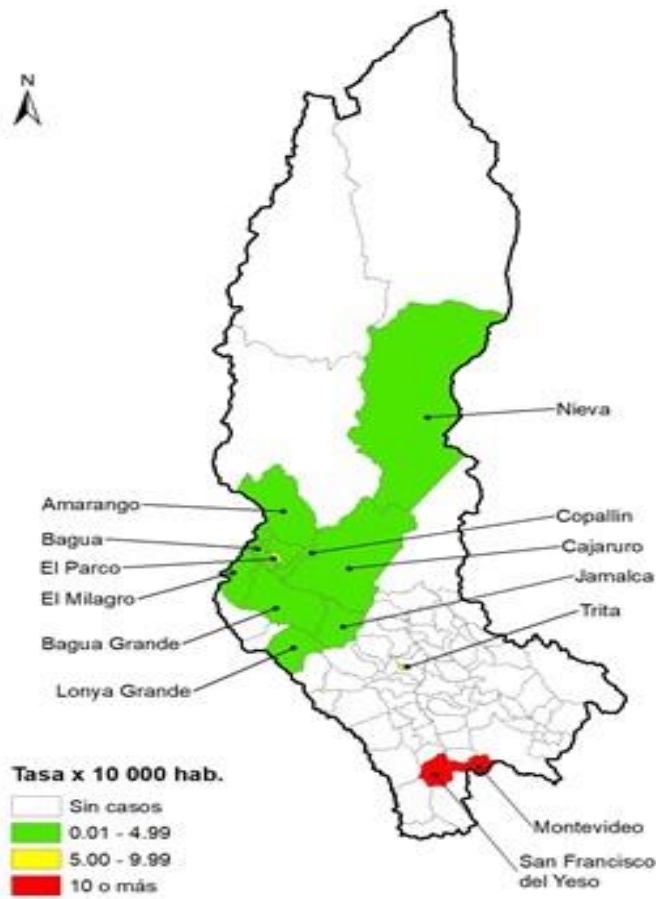 N
Nieva
Amarango
Copallin
Bagua
Cajaruro
El Parco
Jamalca
El Milagro
Trita
Bagua Grande
Lonya Grande
Tasa x 10 000 hab.
Sin casos
0.01 - 4.99
5.00 - 9.99
10 o más
Montevideo
San Francisco
del Yeso